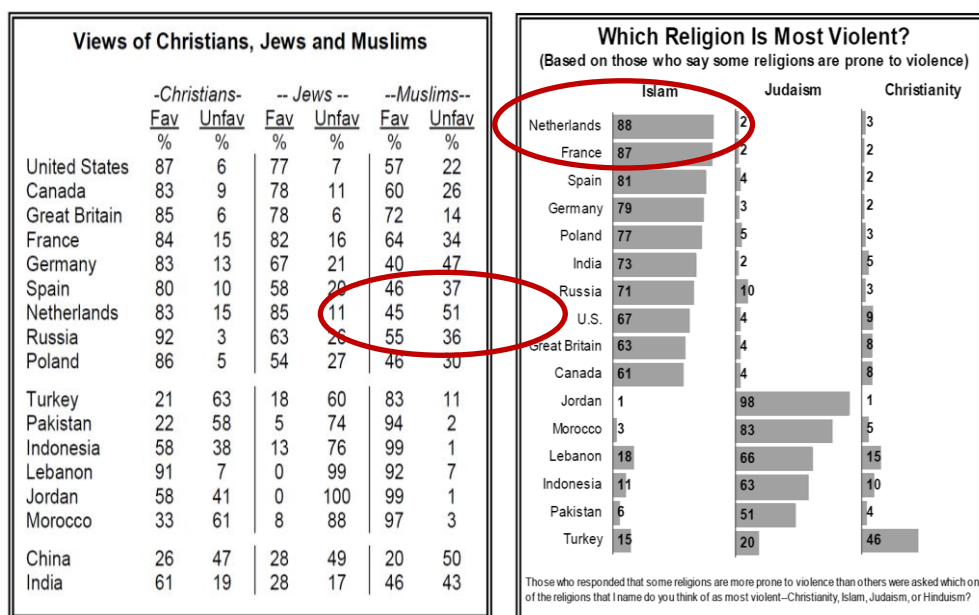 Views of Christians, Jews and Muslims
-Christians- -- Jews -- --Muslims--
Fav Unfav Fav Unfav Fav Unfav
% % % % % %
United States 87 6 77 7 57 22
Canada 83 9 78 11 60 26
Great Britain 85 6 78 6 72 14
France 84 15 82 16 64 34
Germany 83 13 67 21 40 47
Spain 80 10 58 20 46 37
Netherlands 83 15 85 11 45 51
Russia 92 3 63 26 55 36
Poland 86 5 54 27 46 30
Turkey 21 63 18 60 83 11
Pakistan 22 58 5 74 94 2
Indonesia 58 38 13 76 99 1
Lebanon 91 7 0 99 92 7
Jordan 58 41 0 100 99 1
Morocco 33 61 8 88 97 3
China 26 47 28 49 20 50
India 61 19 28 17 46 43
Which Religion Is Most Violent?
(Based on those who say some religions are prone to violence)
Islam Judaism Christianity
Netherlands 88 2 3
France 87 2 2
Spain 81 4 2
Germany 79 3 2
Poland 77 5 3
India 73 2 5
Russia 71 10 3
U.S. 67 4 9
Great Britain 63 4 8
Canada 61 4 8
Jordan 1 98 1
Morocco 3 83 5
Lebanon 18 66 15
Indonesia 11 63 10
Pakistan 6 51 4
Turkey 15 20 46
Those who responded that some religions are more prone to violence than others were asked which on
of the religions that I name do you think of as most violent--Christianity, Islam, Judaism, or Hinduism?